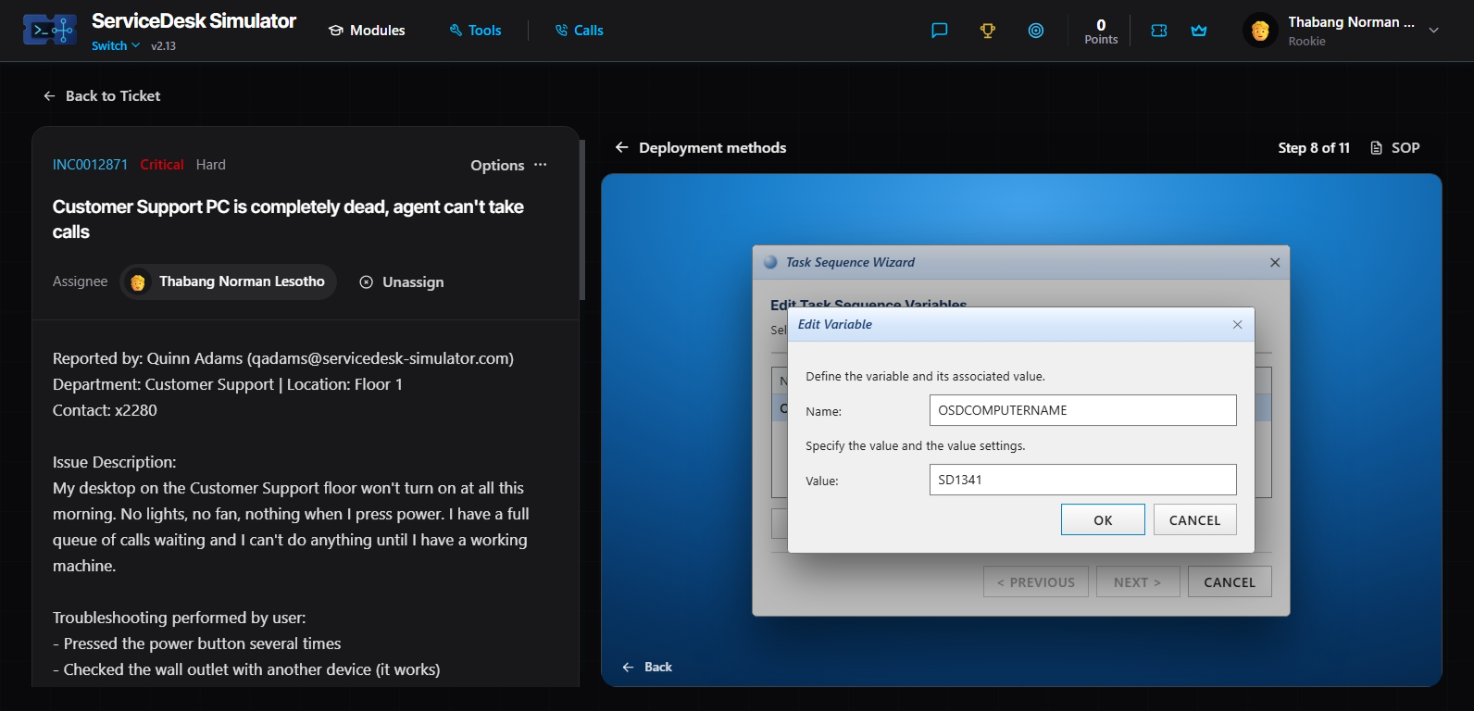 ServiceDesk Simulator
Switch v2.13
Modules
Tools
Calls
0
Points
Thabang Norman ...
Rookie
Back to Ticket
INC0012871 Critical Hard
Options ...
Customer Support PC is completely dead, agent can't take
calls
Assignee Thabang Norman Lesotho Unassign
Reported by: Quinn Adams (qadams@servicedesk-simulator.com)
Department: Customer Support | Location: Floor 1
Contact: x2280
Issue Description:
My desktop on the Customer Support floor won't turn on at all this
morning. No lights, no fan, nothing when I press power. I have a full
queue of calls waiting and I can't do anything until I have a working
machine.
Troubleshooting performed by user:
- Pressed the power button several times
- Checked the wall outlet with another device (it works)
Deployment methods
Step 8 of 11 SOP
Task Sequence Wizard
Edit Task Sequence Variables
Edit Variable
Define the variable and its associated value.
Name: OSDCOMPUTERNAME
Specify the value and the value settings.
Value: SD1341
OK CANCEL
< PREVIOUS NEXT > CANCEL
Back